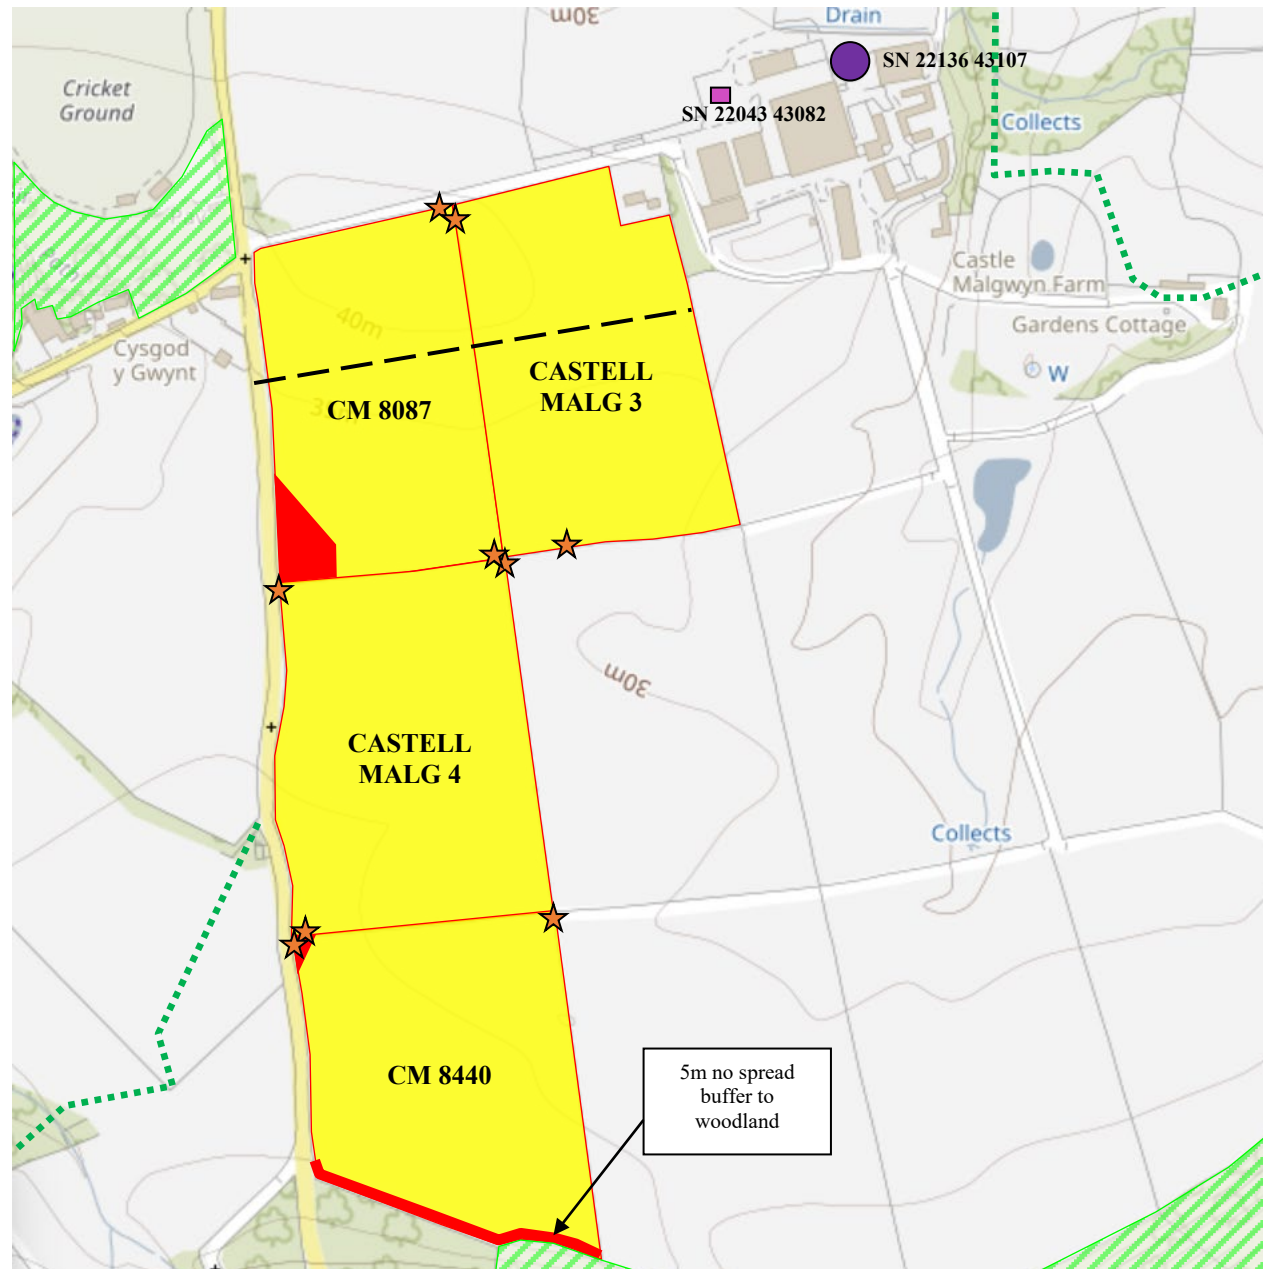 30m
Drain
SN 22136 43107
Cricket
Ground
SN 22043 43082
Collects
Path
Castle
Malgwyn Farm
40m
Gardens Cottage
Cysgod
y Gwynt
CASTELL
MALG 3
W
CM 8087
30m
CASTELL
MALG 4
Collects
CM 8440
5m no spread
buffer to
woodland